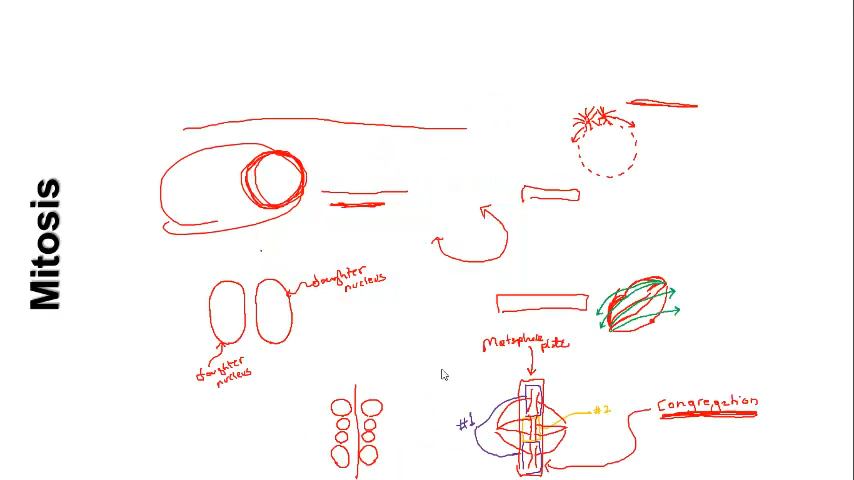 Mitosis
daughter
nucleus
daughter
nucleus
Metaphase
plate
#1
#2
Congregation